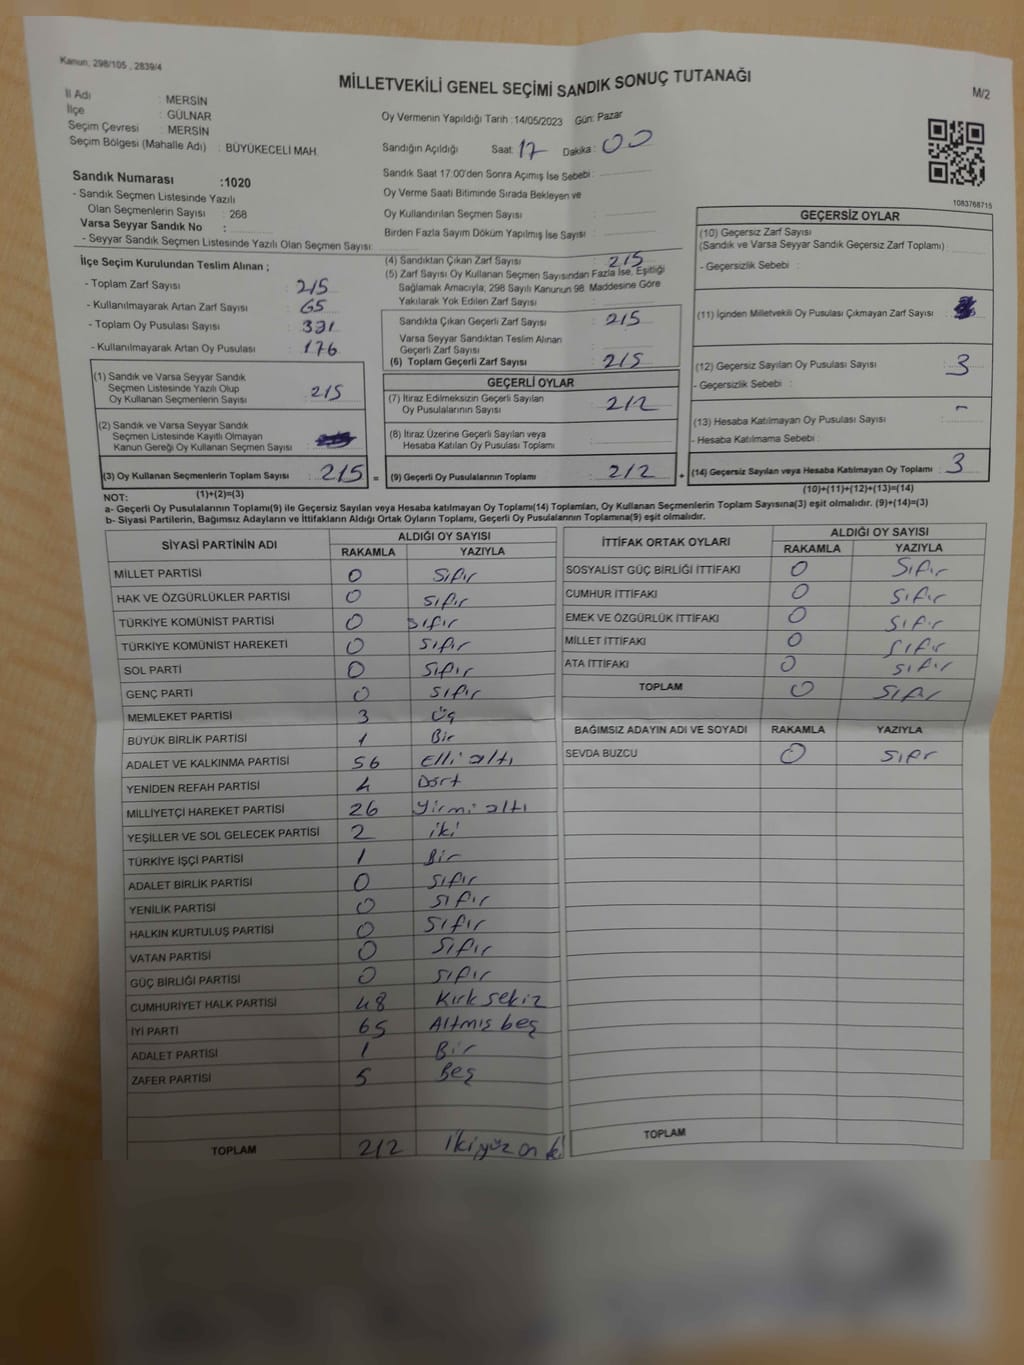 Kanun, 298/105 , 2839/4
MİLLETVEKİLİ GENEL SEÇİMİ SANDIK SONUÇ TUTANAĞI
M/2
İl Adı : MERSİN
İlçe : GÜLNAR
Seçim Çevresi : MERSİN
Seçim Bölgesi (Mahalle Adı) : BÜYÜKECELİ MAH.
Oy Vermenin Yapıldığı Tarih :14/05/2023 Gün: Pazar
Sandığın Açıldığı Saat: 17 Dakika : 00
Sandık Saat 17.00'den Sonra Açımış İse Sebebi :
Oy Verme Saati Bitiminde Sırada Bekleyen ve
Oy Kullandırılan Seçmen Sayısı :
Birden Fazla Sayım Döküm Yapılmış İse Sayısı :
1083768715
Sandık Numarası :1020
- Sandık Seçmen Listesinde Yazılı
Olan Seçmenlerin Sayısı : 268
Varsa Seyyar Sandık No :
- Seyyar Sandık Seçmen Listesinde Yazılı Olan Seçmen Sayısı:
İlçe Seçim Kurulundan Teslim Alınan ;
- Toplam Zarf Sayısı : 215
- Kullanılmayarak Artan Zarf Sayısı : 65
- Toplam Oy Pusulası Sayısı : 391
- Kullanılmayarak Artan Oy Pusulası : 176
(1) Sandık ve Varsa Seyyar Sandık
Seçmen Listesinde Yazılı Olup
Oy Kullanan Seçmenlerin Sayısı : 215
(2) Sandık ve Varsa Seyyar Sandık
Seçmen Listesinde Kayıtlı Olmayan
Kanun Gereği Oy Kullanan Seçmen Sayısı :
(3) Oy Kullanan Seçmenlerin Toplam Sayısı : 215 =
(1)+(2)=(3)
(4) Sandıktan Çıkan Zarf Sayısı : 215
(5) Zarf Sayısı Oy Kullanan Seçmen Sayısından Fazla İse, Eşitliği
Sağlamak Amacıyla, 298 Sayılı Kanunun 98. Maddesine Göre
Yakılarak Yok Edilen Zarf Sayısı :
Sandıkta Çıkan Geçerli Zarf Sayısı : 215
Varsa Seyyar Sandıktan Teslim Alınan
Geçerli Zarf Sayısı :
(6) Toplam Geçerli Zarf Sayısı : 215
GEÇERLİ OYLAR
(7) İtiraz Edilmeksizin Geçerli Sayılan
Oy Pusulalarının Sayısı : 212
(8) İtiraz Üzerine Geçerli Sayılan veya
Hesaba Katılan Oy Pusulası Toplamı :
(9) Geçerli Oy Pusulalarının Toplamı : 212 +
GEÇERSİZ OYLAR
(10) Geçersiz Zarf Sayısı
(Sandık ve Varsa Seyyar Sandık Geçersiz Zarf Toplamı) :
- Geçersizlik Sebebi :
(11) İçinden Milletvekili Oy Pusulası Çıkmayan Zarf Sayısı :
(12) Geçersiz Sayılan Oy Pusulası Sayısı : 3
- Geçersizlik Sebebi :
(13) Hesaba Katılmayan Oy Pusulası Sayısı : -
- Hesaba Katılmama Sebebi :
(14) Geçersiz Sayılan veya Hesaba Katılmayan Oy Toplamı : 3
(10)+(11)+(12)+(13)=(14)
NOT:
a- Geçerli Oy Pusulalarının Toplamı(9) ile Geçersiz Sayılan veya Hesaba katılmayan Oy Toplamı(14) Toplamları, Oy Kullanan Seçmenlerin Toplam Sayısına(3) eşit olmalıdır. (9)+(14)=(3)
b- Siyasi Partilerin, Bağımsız Adayların ve İttifakların Aldığı Ortak Oyların Toplamı, Geçerli Oy Pusulalarının Toplamına(9) eşit olmalıdır.
SİYASİ PARTİNİN ADI ALDIĞI OY SAYISI
RAKAMLA YAZIYLA
MİLLET PARTİSİ 0 Sıfır
HAK VE ÖZGÜRLÜKLER PARTİSİ 0 Sıfır
TÜRKİYE KOMÜNİST PARTİSİ 0 Sıfır
TÜRKİYE KOMÜNİST HAREKETİ 0 Sıfır
SOL PARTİ 0 Sıfır
GENÇ PARTİ 0 Sıfır
MEMLEKET PARTİSİ 3 Üç
BÜYÜK BİRLİK PARTİSİ 1 Bir
ADALET VE KALKINMA PARTİSİ 56 Elli altı
YENİDEN REFAH PARTİSİ 4 Dört
MİLLİYETÇİ HAREKET PARTİSİ 26 Yirmi altı
YEŞİLLER VE SOL GELECEK PARTİSİ 2 iki
TÜRKİYE İŞÇİ PARTİSİ 1 Bir
ADALET BİRLİK PARTİSİ 0 Sıfır
YENİLİK PARTİSİ 0 Sıfır
HALKIN KURTULUŞ PARTİSİ 0 Sıfır
VATAN PARTİSİ 0 Sıfır
GÜÇ BİRLİĞİ PARTİSİ 0 Sıfır
CUMHURİYET HALK PARTİSİ 48 Kırk sekiz
İYİ PARTİ 65 Altmış beş
ADALET PARTİSİ 1 Bir
ZAFER PARTİSİ 5 Beş
TOPLAM 212 İkiyüz on iki
İTTİFAK ORTAK OYLARI ALDIĞI OY SAYISI
RAKAMLA YAZIYLA
SOSYALİST GÜÇ BİRLİĞİ İTTİFAKI 0 Sıfır
CUMHUR İTTİFAKI 0 Sıfır
EMEK VE ÖZGÜRLÜK İTTİFAKI 0 Sıfır
MİLLET İTTİFAKI 0 Sıfır
ATA İTTİFAKI 0 Sıfır
TOPLAM 0 Sıfır
BAĞIMSIZ ADAYIN ADI VE SOYADI RAKAMLA YAZIYLA
SEVDA BUZCU 0 Sıfır
TOPLAM